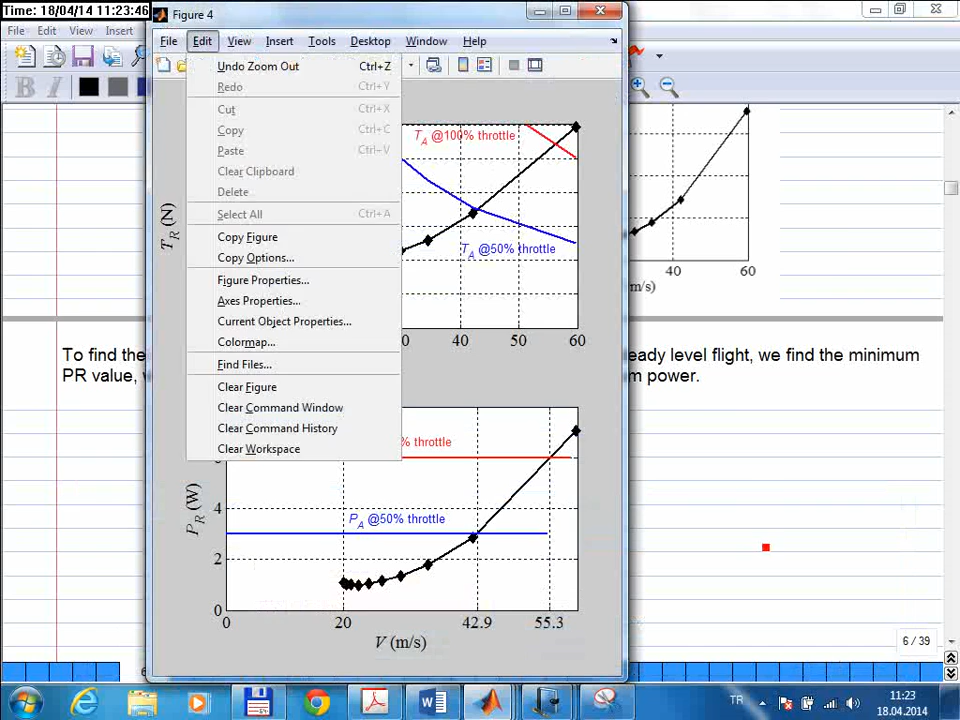 Time: 18/04/14 11:23:46
Figure 4
File Edit View Insert
File Edit View Insert Tools Desktop Window Help
Undo Zoom Out Ctrl+Z
Redo Ctrl+Y
Cut Ctrl+X
Copy Ctrl+C
Paste Ctrl+V
Clear Clipboard
Delete
Select All Ctrl+A
Copy Figure
Copy Options...
Figure Properties...
Axes Properties...
Current Object Properties...
Colormap...
Find Files...
Clear Figure
Clear Command Window
Clear Command History
Clear Workspace
T_R (N)
T_A @100% throttle
T_A @50% throttle
40 50 60
40 60
m/s)
To find the eady level flight, we find the minimum
PR value, m power.
% throttle
P_A @50% throttle
P_R (W)
4
2
0
0 20 42.9 55.3
V (m/s)
6 / 39
TR
11:23
18.04.2014